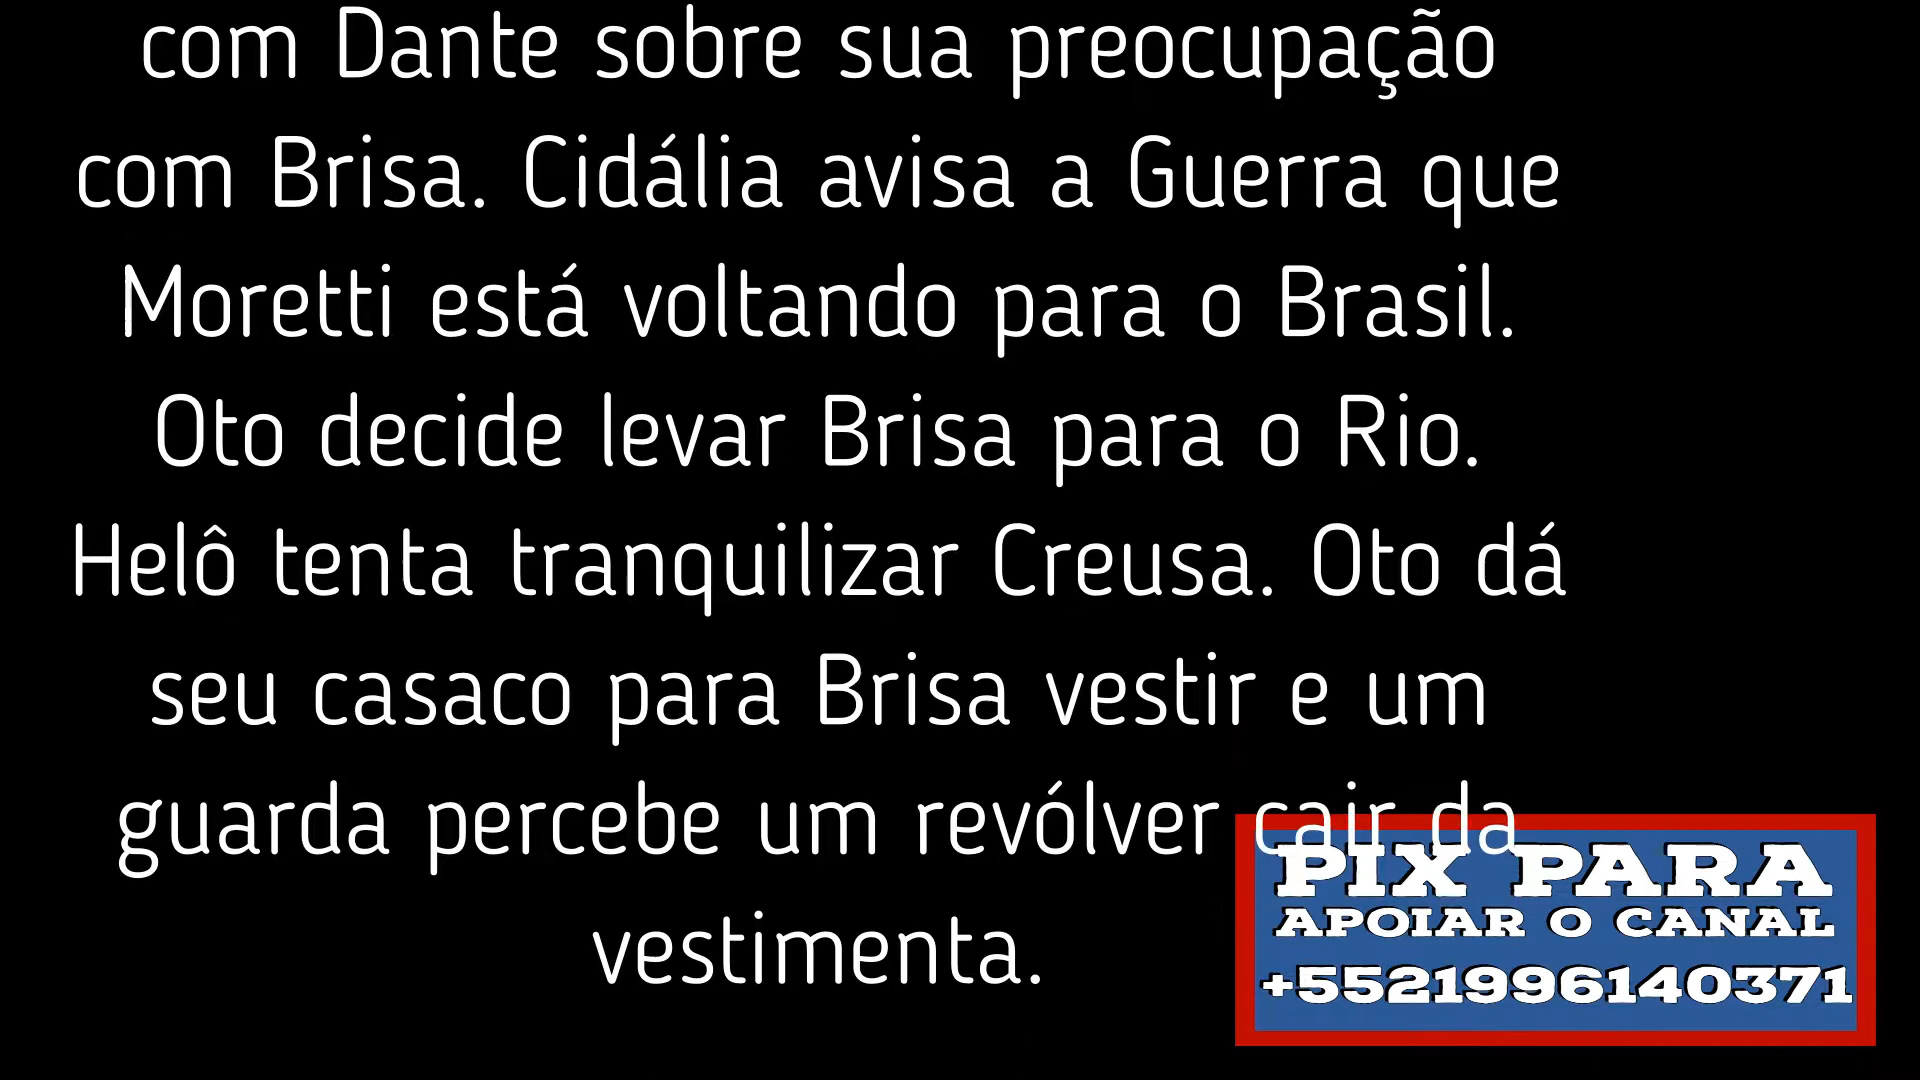 com Dante sobre sua preocupação
com Brisa. Cidália avisa a Guerra que
Moretti está voltando para o Brasil.
Oto decide levar Brisa para o Rio.
Helô tenta tranquilizar Creusa. Oto dá
seu casaco para Brisa vestir e um
guarda percebe um revólver cair da
vestimenta.
PIX PARA
APOIAR O CANAL
+5521996140371